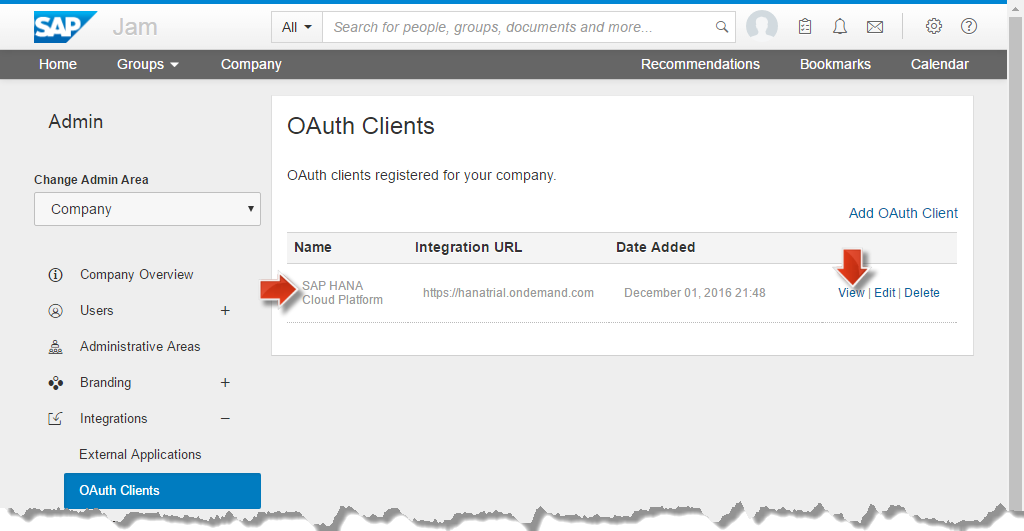 SAP Jam
All
Search for people, groups, documents and more...
Home Groups Company Recommendations Bookmarks Calendar
Admin
Change Admin Area
Company
Company Overview
Users +
Administrative Areas
Branding +
Integrations −
External Applications
OAuth Clients
OAuth Clients
OAuth clients registered for your company.
Add OAuth Client
Name Integration URL Date Added
SAP HANA
Cloud Platform
https://hanatrial.ondemand.com
December 01, 2016 21:48
View | Edit | Delete